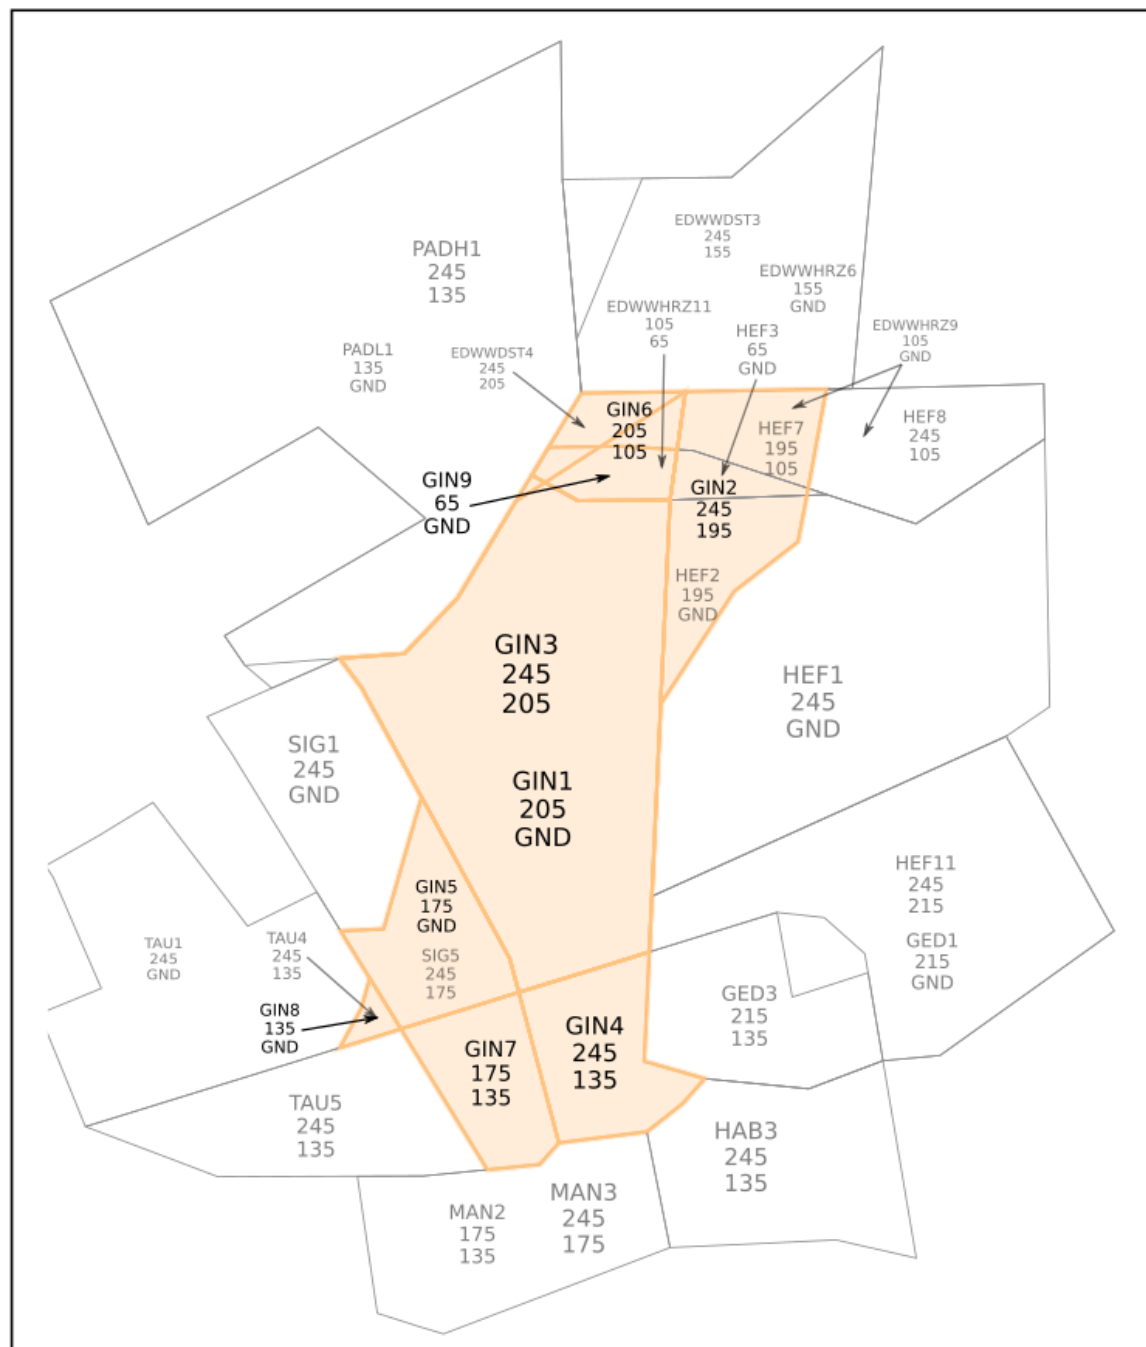 EDWWDST3
245
155
PADH1
245
135
EDWWHRZ6
155
GND
EDWWHRZ11
105
65
HEF3
65
GND
EDWWHRZ9
105
GND
PADL1
135
GND
EDWWDST4
245
205
GIN6
205
105
HEF7
195
105
HEF8
245
105
GIN9
65
GND
GIN2
245
195
HEF2
195
GND
GIN3
245
205
HEF1
245
GND
SIG1
245
GND
GIN1
205
GND
HEF11
245
215
GIN5
175
GND
TAU1
245
GND
TAU4
245
135
SIG5
245
175
GED1
215
GND
GED3
215
135
GIN8
135
GND
GIN4
245
135
GIN7
175
135
TAU5
245
135
HAB3
245
135
MAN2
175
135
MAN3
245
175